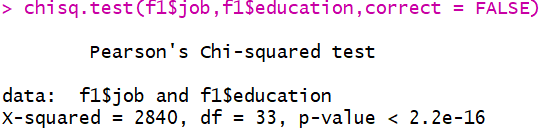 > chisq.test(f1$job,f1$education,correct = FALSE)
Pearson's Chi-squared test
data:  f1$job and f1$education
X-squared = 2840, df = 33, p-value < 2.2e-16